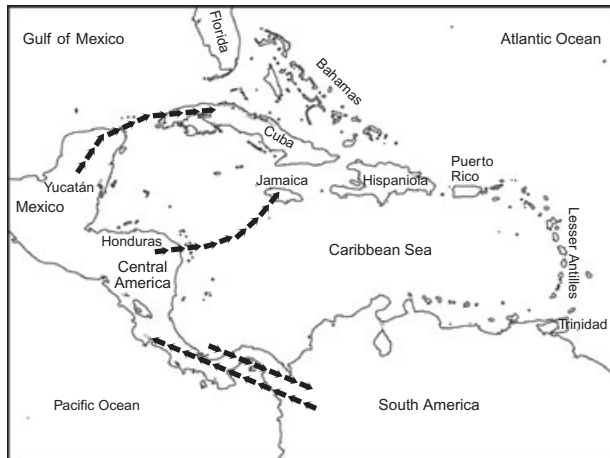 Gulf of Mexico
Florida
Atlantic Ocean
Bahamas
Cuba
Yucatán
Mexico
Jamaica
Hispaniola
Puerto
Rico
Lesser Antilles
Honduras
Central
America
Caribbean Sea
Trinidad
Pacific Ocean
South America